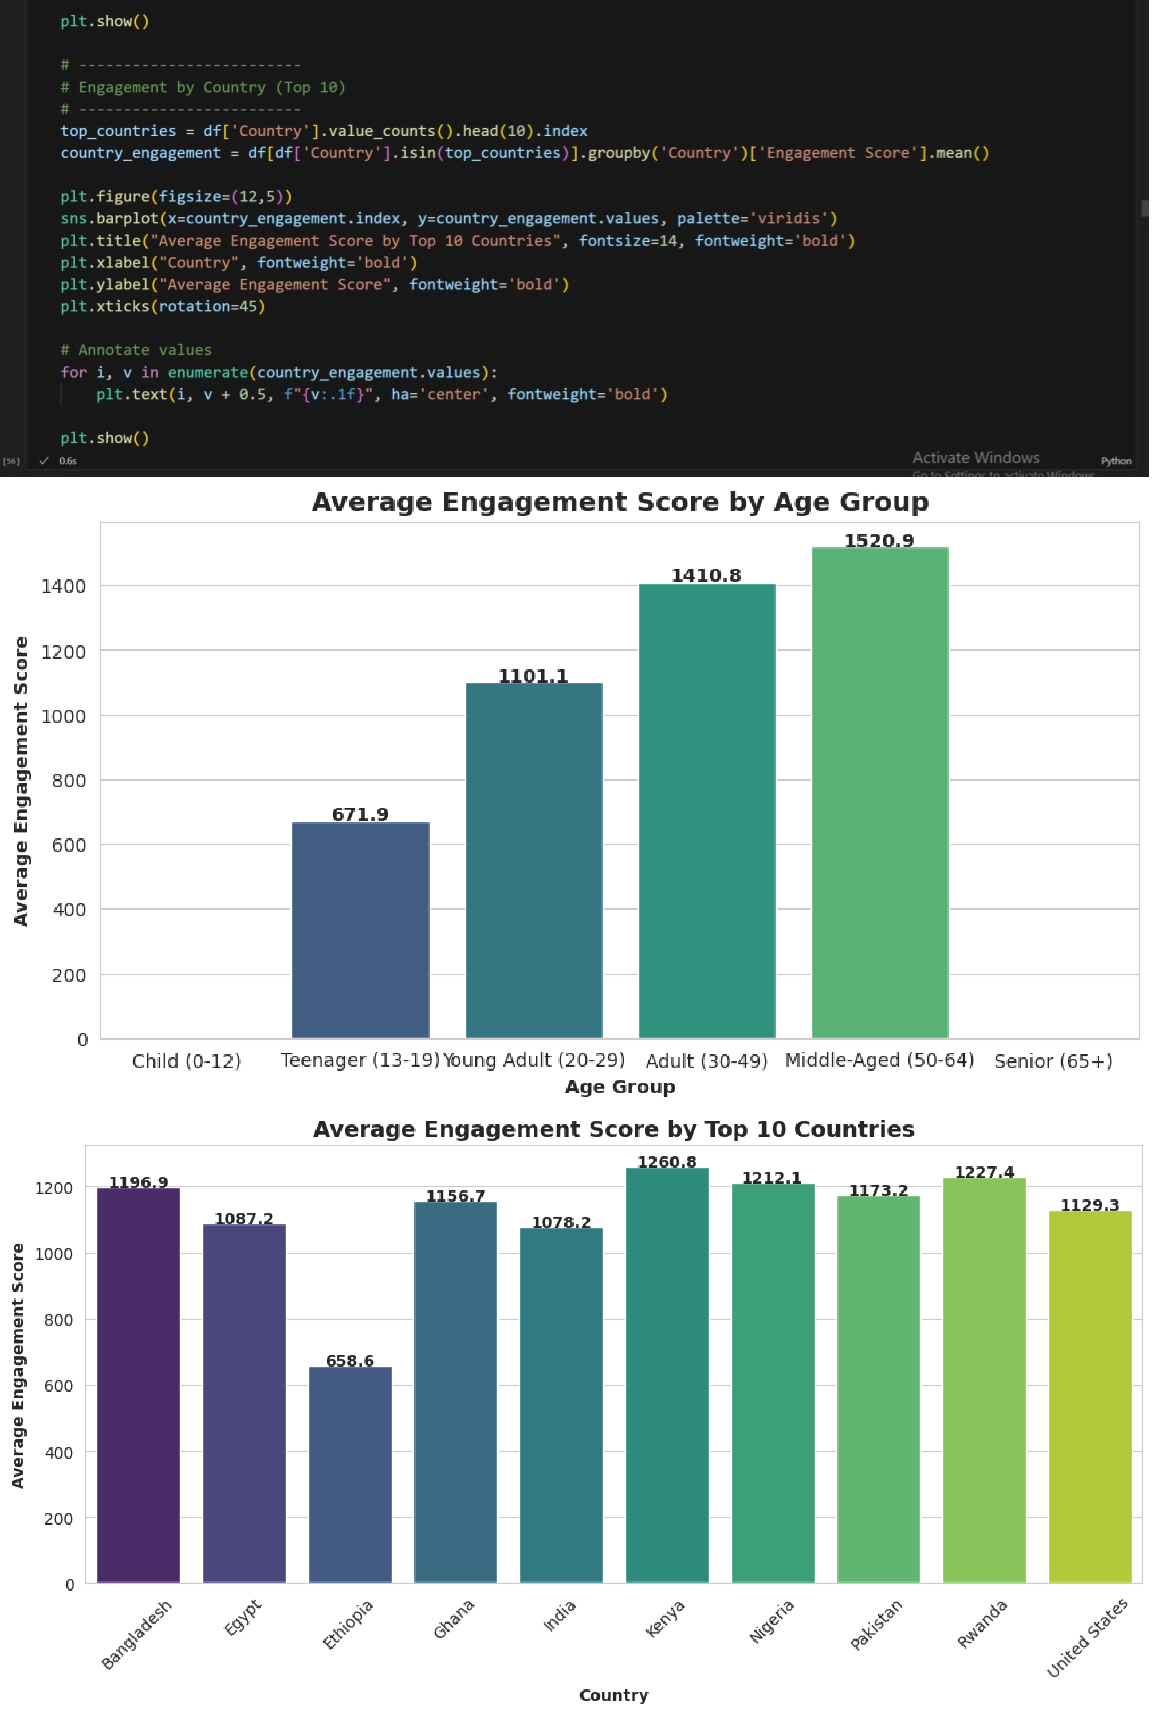 plt.show()
# -------------------------
# Engagement by Country (Top 10)
# -------------------------
top_countries = df['Country'].value_counts().head(10).index
country_engagement = df[df['Country'].isin(top_countries)].groupby('Country')['Engagement Score'].mean()
plt.figure(figsize=(12,5))
sns.barplot(x=country_engagement.index, y=country_engagement.values, palette='viridis')
plt.title("Average Engagement Score by Top 10 Countries", fontsize=14, fontweight='bold')
plt.xlabel("Country", fontweight='bold')
plt.ylabel("Average Engagement Score", fontweight='bold')
plt.xticks(rotation=45)
# Annotate values
for i, v in enumerate(country_engagement.values):
    plt.text(i, v + 0.5, f"{v:.1f}", ha='center', fontweight='bold')
plt.show()
[56] ✓ 0.6s
Activate Windows
Go to Settings to activate Windows.
Python
Average Engagement Score by Age Group
Average Engagement Score
1400
1200
1000
800
600
400
200
0
671.9
1101.1
1410.8
1520.9
Child (0-12)
Teenager (13-19)
Young Adult (20-29)
Adult (30-49)
Middle-Aged (50-64)
Senior (65+)
Age Group
Average Engagement Score by Top 10 Countries
Average Engagement Score
1200
1000
800
600
400
200
0
1196.9
1087.2
658.6
1156.7
1078.2
1260.8
1212.1
1173.2
1227.4
1129.3
Bangladesh
Egypt
Ethiopia
Ghana
India
Kenya
Nigeria
Pakistan
Rwanda
United States
Country